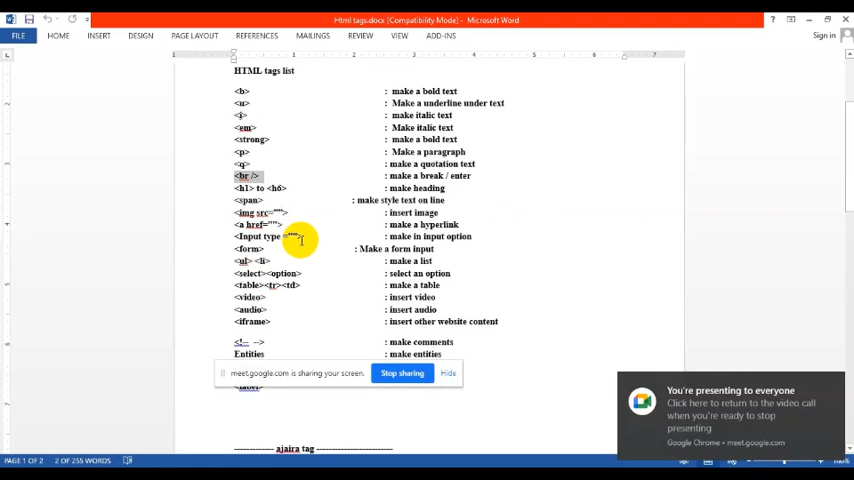 Html tags.docx [Compatibility Mode] - Microsoft Word
FILE HOME INSERT DESIGN PAGE LAYOUT REFERENCES MAILINGS REVIEW VIEW ADD-INS Sign in
HTML tags list
<b> : make a bold text
<u> : Make a underline under text
<i> : make italic text
<em> : Make italic text
<strong> : make a bold text
<p> : Make a paragraph
<q> : make a quotation text
<br /> : make a break / enter
<h1> to <h6> : make heading
<span> : make style text on line
<img src=""> : insert image
<a href=""> : make a hyperlink
<Input type =""> : make in input option
<form> : Make a form input
<ul> <li> : make a list
<select><option> : select an option
<table><tr><td> : make a table
<video> : insert video
<audio> : insert audio
<iframe> : insert other website content
<!-- --> : make comments
Entities : make entities
meet.google.com is sharing your screen. Stop sharing Hide
<label>
------------- ajaira tag --------------------------
You're presenting to everyone
Click here to return to the video call
when you're ready to stop
presenting
Google Chrome • meet.google.com
PAGE 1 OF 2 2 OF 255 WORDS